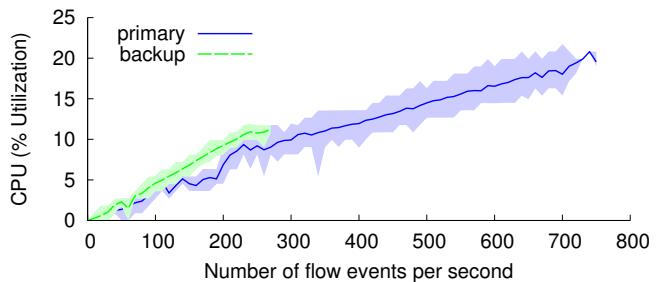 25
20
15
10
5
0
CPU (% Utilization)
primary
backup
0 100 200 300 400 500 600 700 800
Number of flow events per second